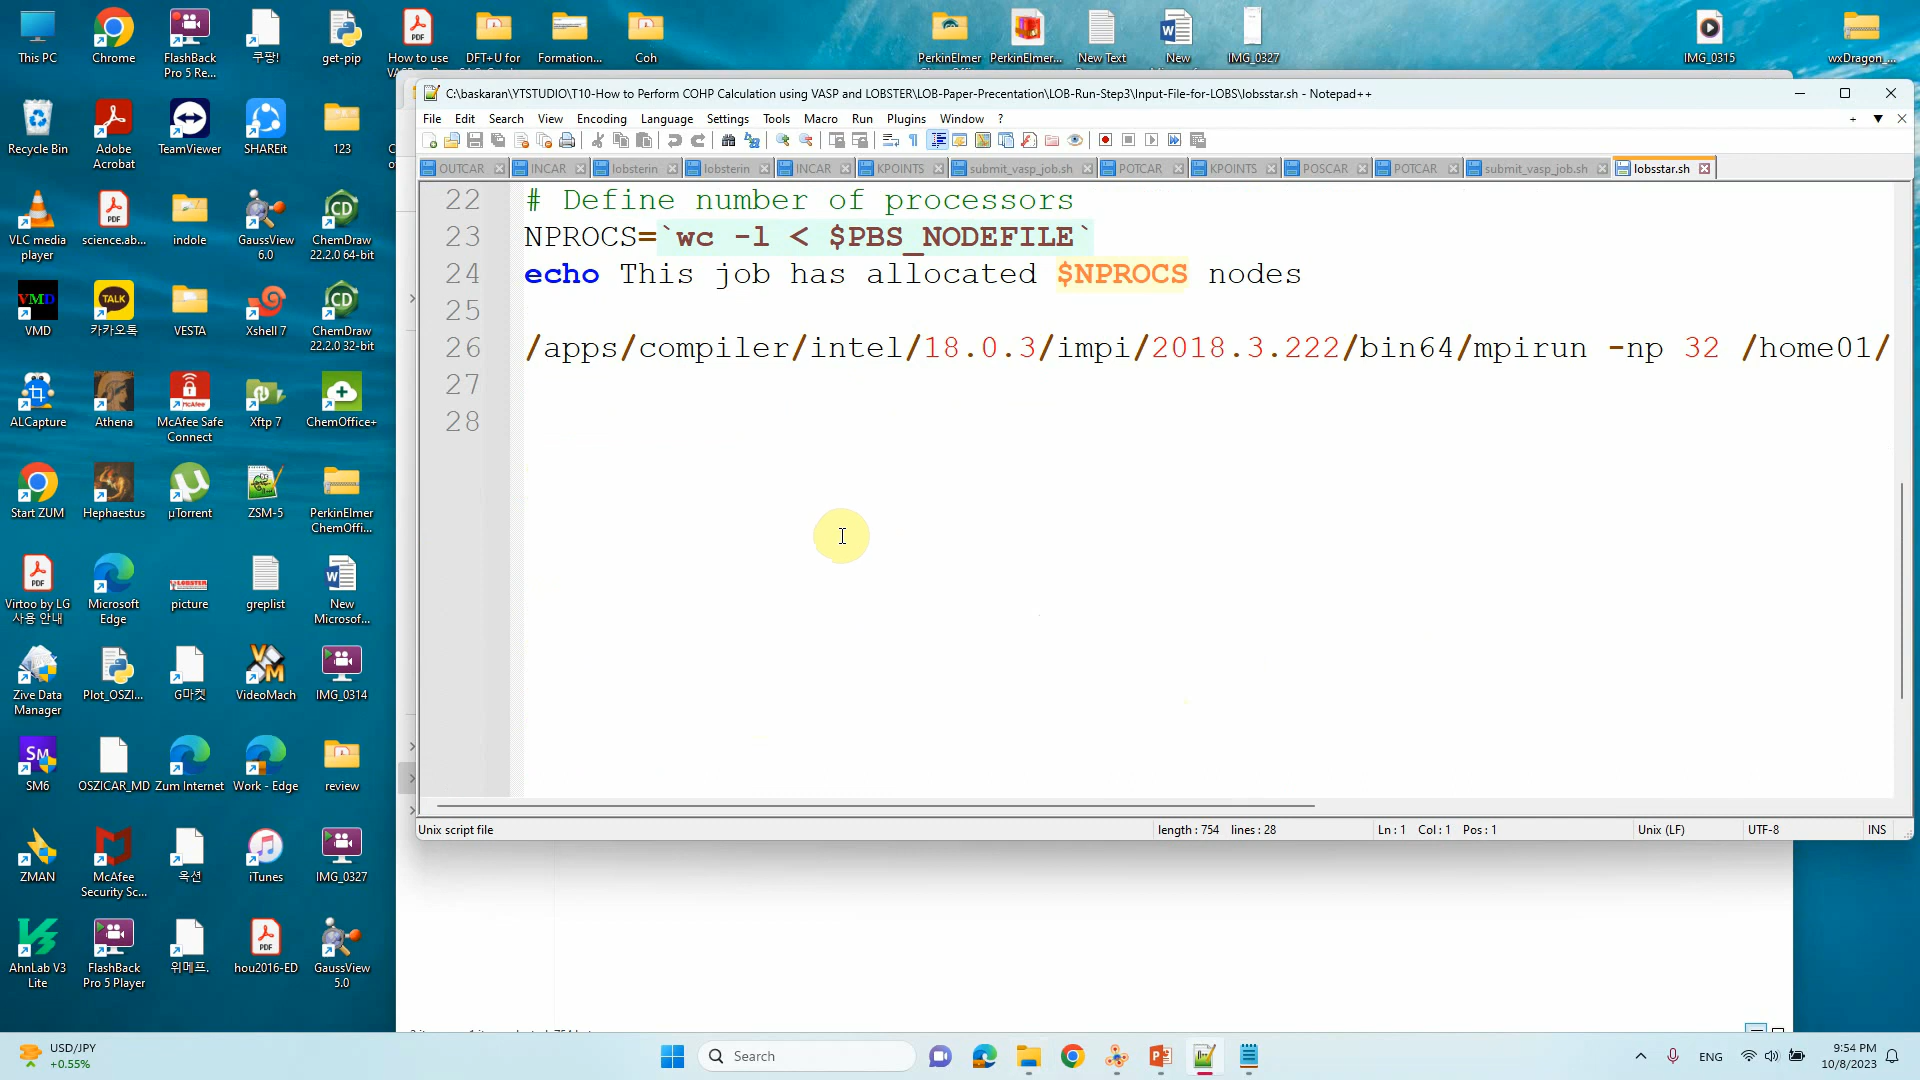 This PC
Chrome
FlashBack
Pro 5 Re...
쿠팡!
get-pip
How to use
DFT+U for
Formation...
Coh
PerkinElmer
PerkinElmer...
New Text
New
IMG_0327
IMG_0315
wxDragon_...
C:\baskaran\YTSTUDIO\T10-How to Perform COHP Calculation using VASP and LOBSTER\LOB-Paper-Precentation\LOB-Run-Step3\Input-File-for-LOBS\lobsstar.sh - Notepad++
File Edit Search View Encoding Language Settings Tools Macro Run Plugins Window ?
OUTCAR INCAR lobsterin lobsterin INCAR KPOINTS submit_vasp_job.sh POTCAR KPOINTS POSCAR POTCAR submit_vasp_job.sh lobsstar.sh
22 # Define number of processors
23 NPROCS=`wc -l < $PBS_NODEFILE`
24 echo This job has allocated $NPROCS nodes
25
26 /apps/compiler/intel/18.0.3/impi/2018.3.222/bin64/mpirun -np 32 /home01/
27
28
Unix script file length : 754 lines : 28 Ln : 1 Col : 1 Pos : 1 Unix (LF) UTF-8 INS
Recycle Bin
Adobe
Acrobat
TeamViewer
SHAREit
123
VLC media
player
science.ab...
indole
GaussView
6.0
ChemDraw
22.2.0 64-bit
VMD
VMD
TALK
카카오톡
VESTA
Xshell 7
ChemDraw
22.2.0 32-bit
ALCapture
Athena
McAfee Safe
Connect
Xftp 7
ChemOffice+
Start ZUM
Hephaestus
µTorrent
ZSM-5
PerkinElmer
ChemOffi...
Virtoo by LG
사용 안내
Microsoft
Edge
picture
greplist
New
Microsof...
Zive Data
Manager
Plot_OSZI...
G마켓
VideoMach
IMG_0314
SM6
OSZICAR_MD
Zum Internet
Work - Edge
review
ZMAN
McAfee
Security Sc...
옥션
iTunes
IMG_0327
AhnLab V3
Lite
FlashBack
Pro 5 Player
위메프.
hou2016-ED
GaussView
5.0
USD/JPY
+0.55%
Search
ENG
9:54 PM
10/8/2023